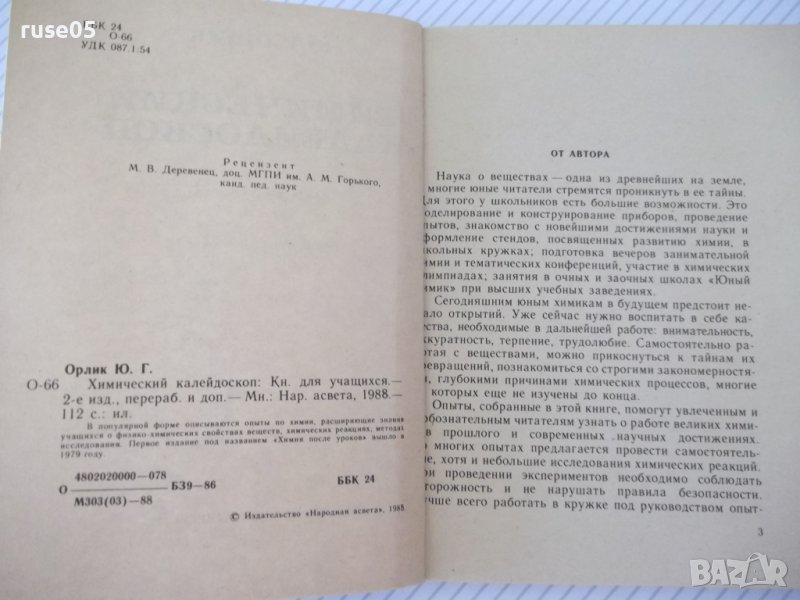 ruse05
ББК 24
О-66
УДК 087.1:54
Рецензент
М. В. Деревенец, доц. МГПИ им. А. М. Горького,
канд. пед. наук
Орлик Ю. Г.
О-66 Химический калейдоскоп: Кн. для учащихся.—
2-е изд., перераб. и доп.— Мн.: Нар. асвета, 1988.—
112 с.: ил.
В популярной форме описываются опыты по химии, расширяющие знания
учащихся о физико-химических свойствах веществ, химических реакциях, методах
исследования. Первое издание под названием «Химия после уроков» вышло в
1979 году.
4802020000—078
О Б39—86 ББК 24
М303(03)—88
© Издательство «Народная асвета», 1988.
ОТ АВТОРА
Наука о веществах — одна из древнейших на земле,
многие юные читатели стремятся проникнуть в ее тайны.
Для этого у школьников есть большие возможности. Это
моделирование и конструирование приборов, проведение
опытов, знакомство с новейшими достижениями науки и
оформление стендов, посвященных развитию химии, в
школьных кружках; подготовка вечеров занимательной
химии и тематических конференций, участие в химических
олимпиадах; занятия в очных и заочных школах «Юный
химик» при высших учебных заведениях.
Сегодняшним юным химикам в будущем предстоит не-
мало открытий. Уже сейчас нужно воспитать в себе ка-
чества, необходимые в дальнейшей работе: внимательность,
аккуратность, терпение, трудолюбие. Самостоятельно ра-
ботая с веществами, можно прикоснуться к тайнам их
превращений, познакомиться со строгими закономерностя-
ми, глубокими причинами химических процессов, многие
из которых еще не изучены до конца.
Опыты, собранные в этой книге, помогут увлеченным и
любознательным читателям узнать о работе великих хими-
ков прошлого и современных научных достижениях.
Во многих опытах предлагается провести самостоятель-
ные, хотя и небольшие исследования химических реакций.
При проведении экспериментов необходимо соблюдать
осторожность и не нарушать правила безопасности.
Лучше всего работать в кружке под руководством опыт-
3
BAZAR
.bg